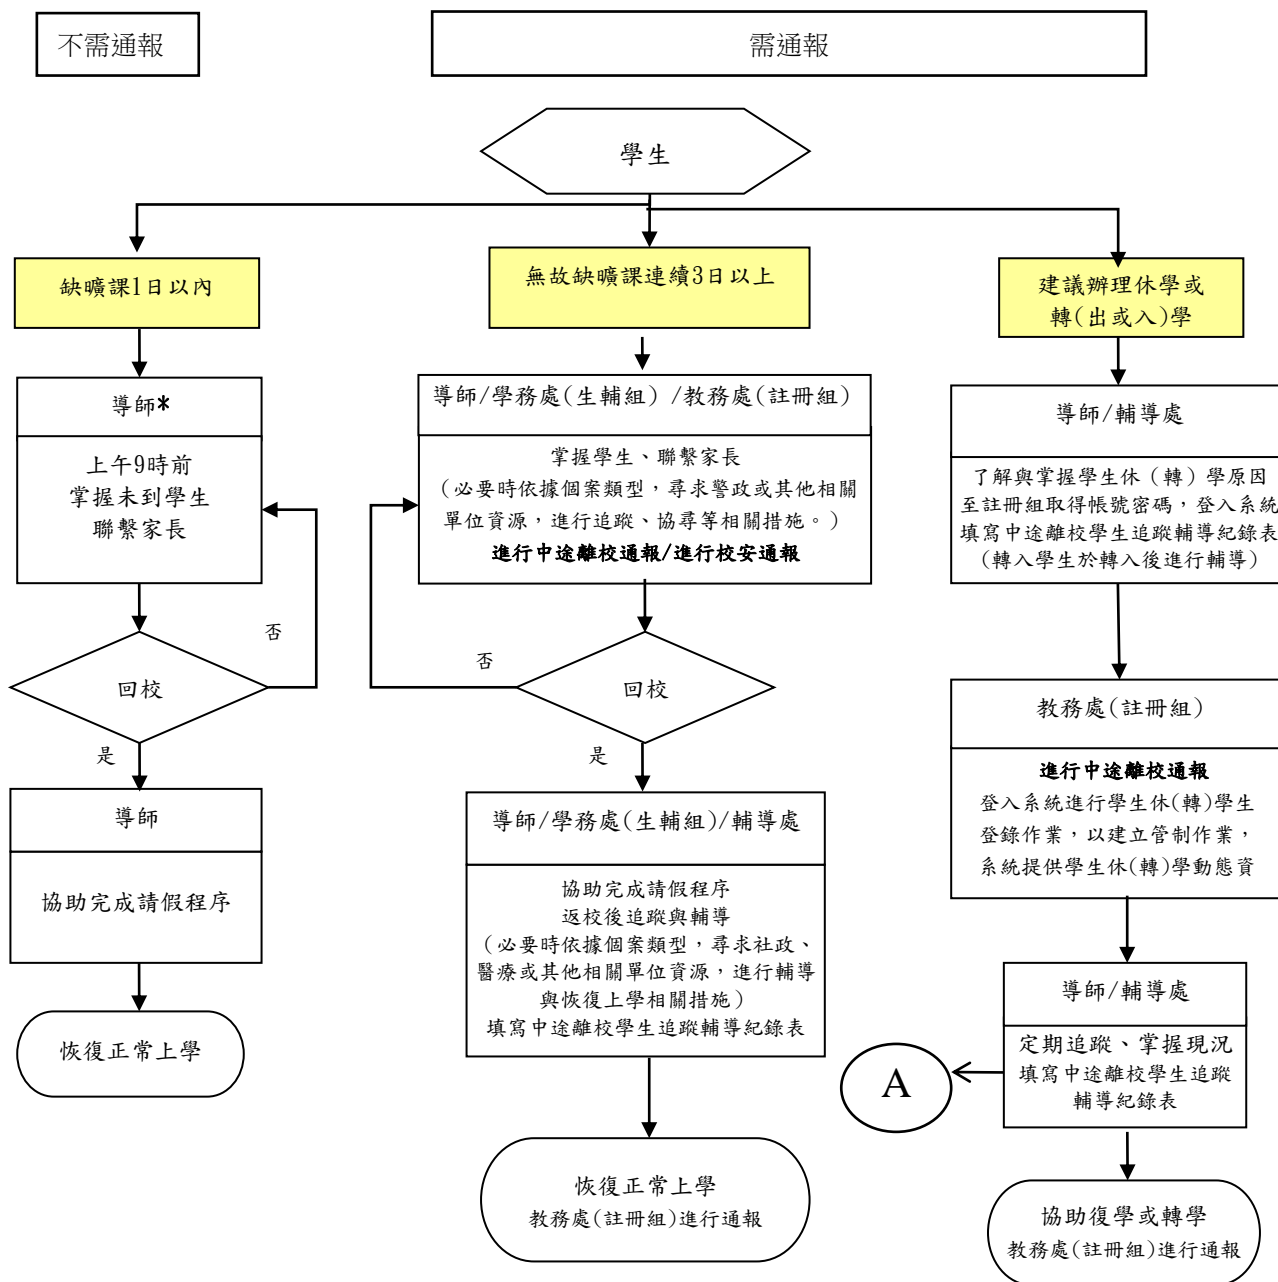 不需通報
需通報
學生
缺曠課1日以內
導師*
上午9時前
掌握未到學生
聯繫家長
否
回校
是
導師
協助完成請假程序
恢復正常上學
無故缺曠課連續3日以上
導師/學務處(生輔組) /教務處(註冊組)
掌握學生、聯繫家長
（必要時依據個案類型，尋求警政或其他相關
單位資源，進行追蹤、協尋等相關措施。）
進行中途離校通報/進行校安通報
否
回校
是
導師/學務處(生輔組)/輔導處
協助完成請假程序
返校後追蹤與輔導
（必要時依據個案類型，尋求社政、
醫療或其他相關單位資源，進行輔導
與恢復上學相關措施）
填寫中途離校學生追蹤輔導紀錄表
恢復正常上學
教務處(註冊組)進行通報
建議辦理休學或
轉(出或入)學
導師/輔導處
了解與掌握學生休（轉）學原因
至註冊組取得帳號密碼，登入系統
填寫中途離校學生追蹤輔導紀錄表
(轉入學生於轉入後進行輔導)
教務處(註冊組)
進行中途離校通報
登入系統進行學生休(轉)學生
登錄作業，以建立管制作業，
系統提供學生休(轉)學動態資
導師/輔導處
定期追蹤、掌握現況
填寫中途離校學生追蹤
輔導紀錄表
A
協助復學或轉學
教務處(註冊組)進行通報